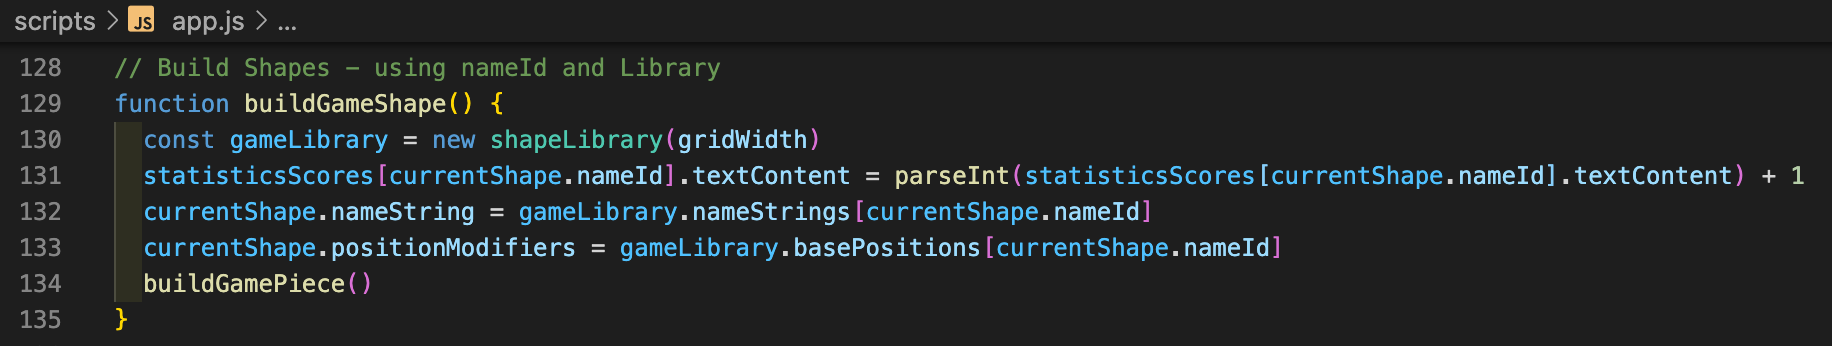 scripts > JS app.js > ...
128 // Build Shapes - using nameId and Library
129 function buildGameShape() {
130   const gameLibrary = new shapeLibrary(gridWidth)
131   statisticsScores[currentShape.nameId].textContent = parseInt(statisticsScores[currentShape.nameId].textContent) + 1
132   currentShape.nameString = gameLibrary.nameStrings[currentShape.nameId]
133   currentShape.positionModifiers = gameLibrary.basePositions[currentShape.nameId]
134   buildGamePiece()
135 }